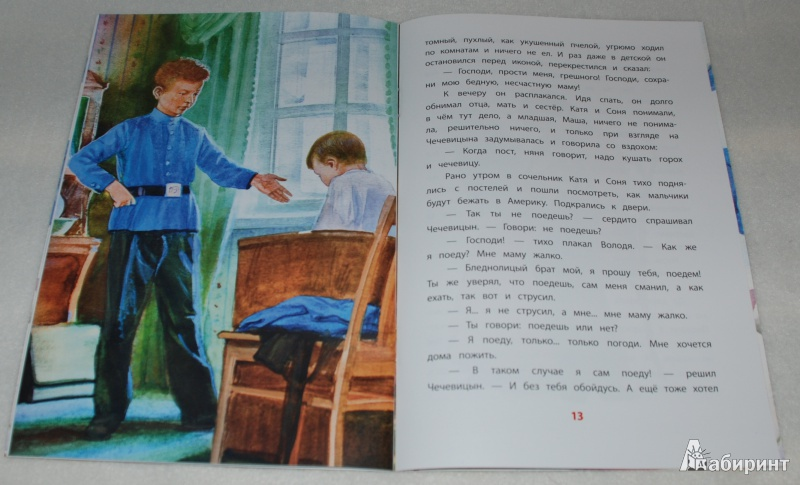 томный, пухлый, как укушенный пчелой, угрюмо ходил
по комнатам и ничего не ел. И раз даже в детской он
остановился перед иконой, перекрестился и сказал:
— Господи, прости меня, грешного! Господи, сохра-
ни мою бедную, несчастную маму!
К вечеру он расплакался. Идя спать, он долго
обнимал отца, мать и сестёр. Катя и Соня понимали,
в чём тут дело, а младшая, Маша, ничего не понима-
ла, решительно ничего, и только при взгляде на
Чечевицына задумывалась и говорила со вздохом:
— Когда пост, няня говорит, надо кушать горох
и чечевицу.
Рано утром в сочельник Катя и Соня тихо подня-
лись с постелей и пошли посмотреть, как мальчики
будут бежать в Америку. Подкрались к двери.
— Так ты не поедешь? — сердито спрашивал
Чечевицын. — Говори: не поедешь?
— Господи! — тихо плакал Володя. — Как же
я поеду? Мне маму жалко.
— Бледнолицый брат мой, я прошу тебя, поедем!
Ты же уверял, что поедешь, сам меня сманил, а как
ехать, так вот и струсил.
— Я... я не струсил, а мне... мне маму жалко.
— Ты говори: поедешь или нет?
— Я поеду, только... только погоди. Мне хочется
дома пожить.
— В таком случае я сам поеду! — решил
Чечевицын. — И без тебя обойдусь. А ещё тоже хотел
13
Лабиринт